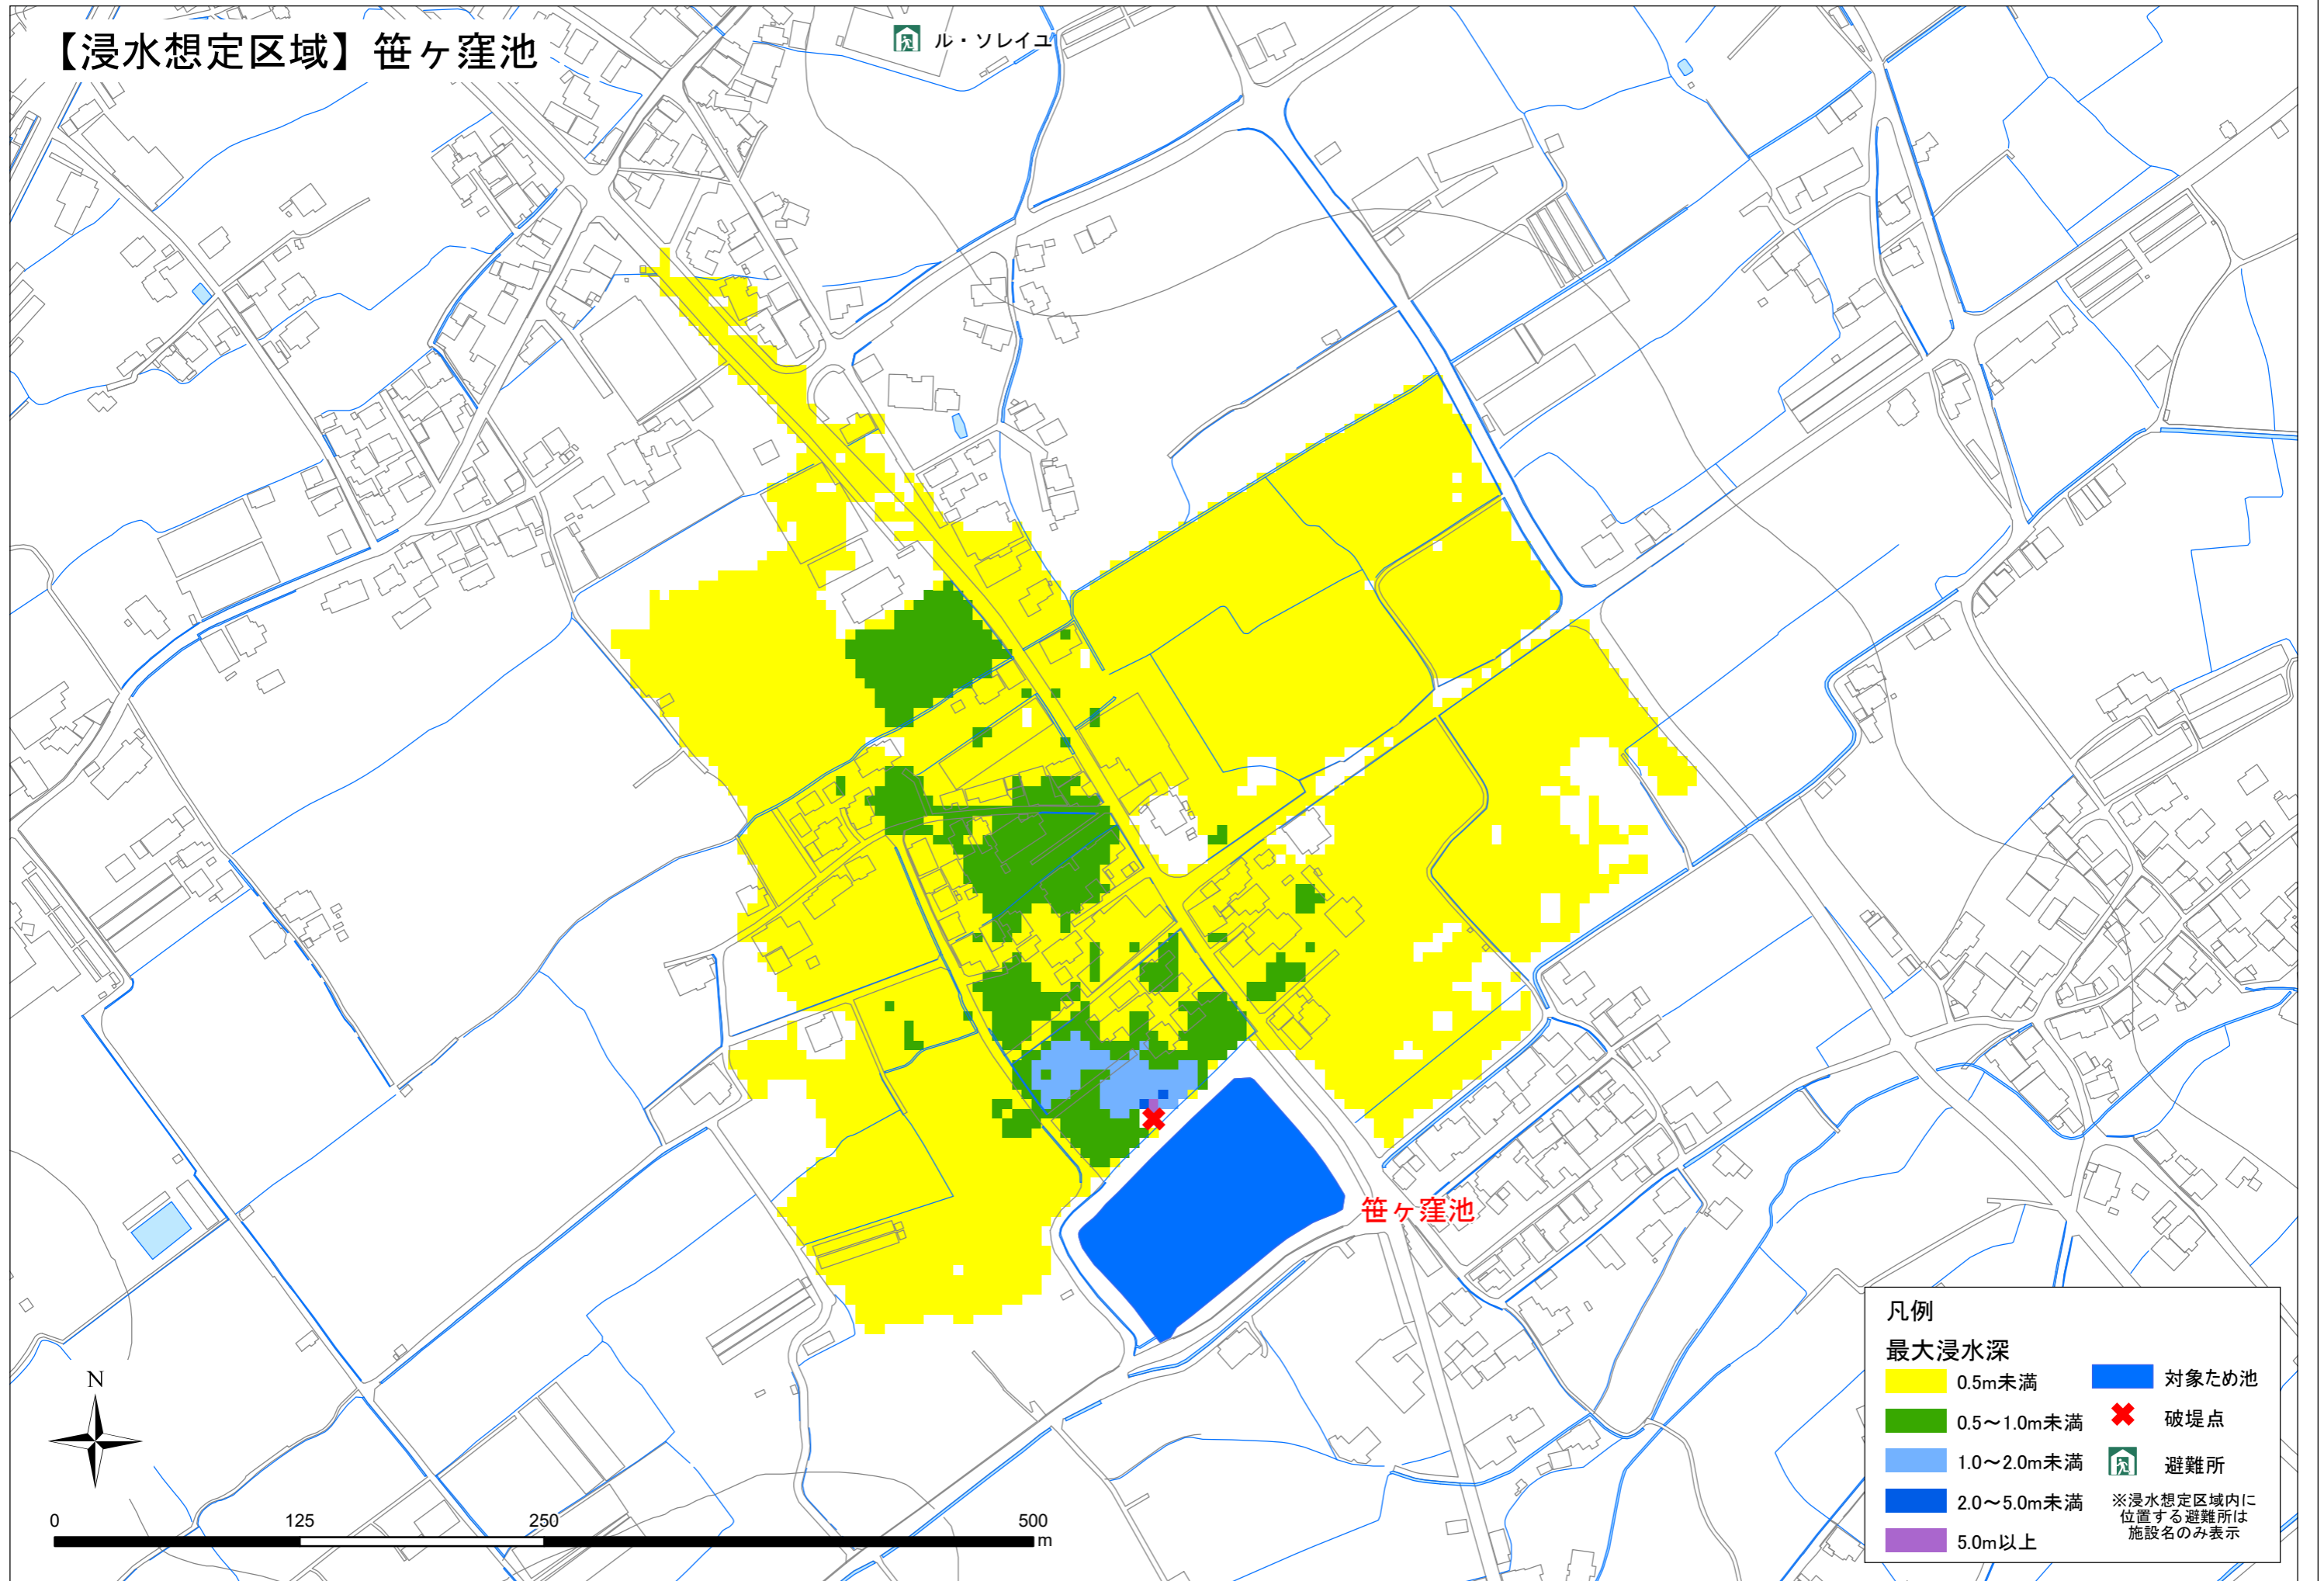 【浸水想定区域】笹ヶ窪池
ル・ソレイユ
笹ヶ窪池
N
0 125 250 500
m
凡例
最大浸水深
0.5m未満
0.5～1.0m未満
1.0～2.0m未満
2.0～5.0m未満
5.0m以上
対象ため池
破堤点
避難所
※浸水想定区域内に
位置する避難所は
施設名のみ表示